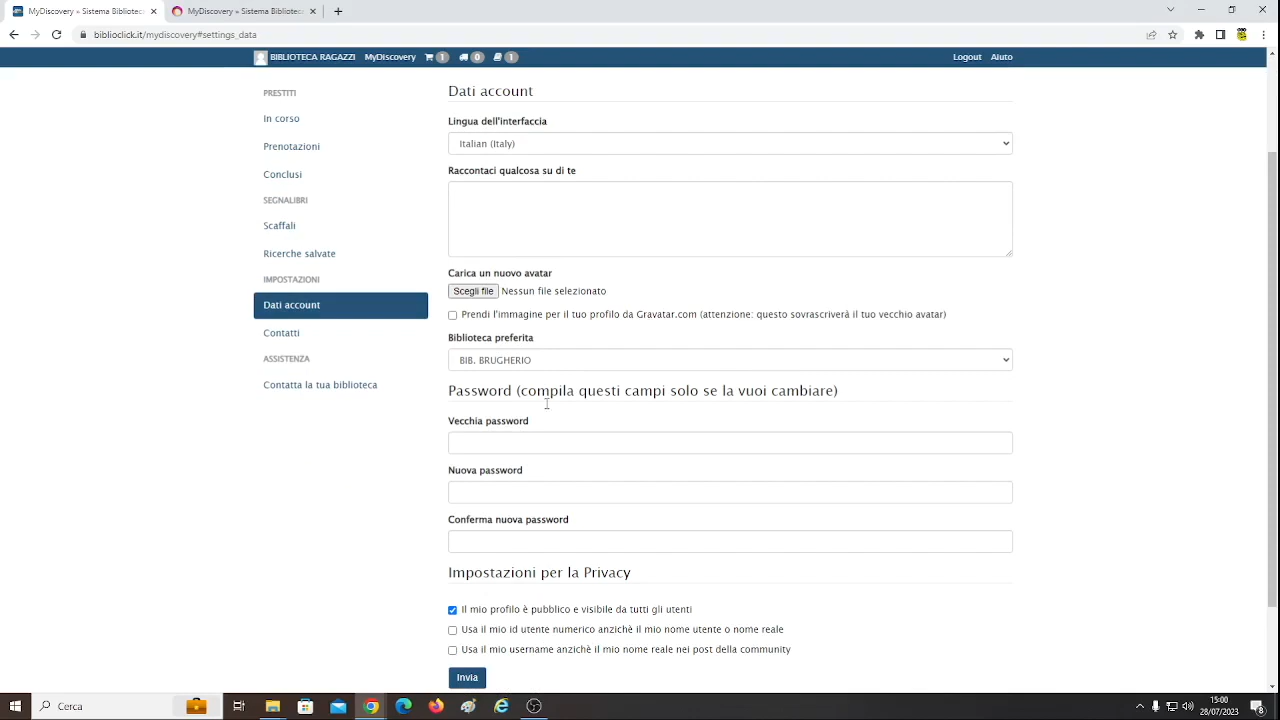 MyDiscovery » Sistema Bibliotec
MyDiscovery » Sistema Bibliotec
biblioclick.it/mydiscovery#settings_data
BIBLIOTECA RAGAZZI MyDiscovery 1 0 1 Logout Aiuto
PRESTITI
In corso
Prenotazioni
Conclusi
SEGNALIBRI
Scaffali
Ricerche salvate
IMPOSTAZIONI
Dati account
Contatti
ASSISTENZA
Contatta la tua biblioteca
Dati account
Lingua dell'interfaccia
Italian (Italy)
Raccontaci qualcosa su di te
Carica un nuovo avatar
Scegli file Nessun file selezionato
Prendi l'immagine per il tuo profilo da Gravatar.com (attenzione: questo sovrascriverà il tuo vecchio avatar)
Biblioteca preferita
BIB. BRUGHERIO
Password (compila questi campi solo se la vuoi cambiare)
Vecchia password
Nuova password
Conferma nuova password
Impostazioni per la Privacy
Il mio profilo è pubblico e visibile da tutti gli utenti
Usa il mio id utente numerico anzichè il mio nome utente o nome reale
Usa il mio username anzichè il mio nome reale nei post della community
Invia
Cerca
15:00
28/07/2023
8